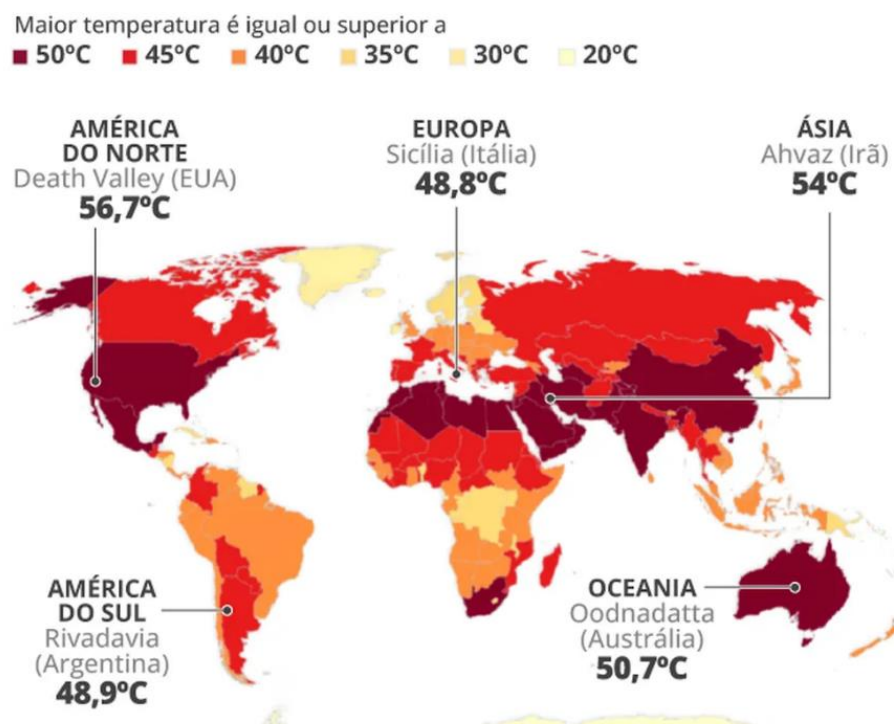 Maior temperatura é igual ou superior a
50ºC 45ºC 40ºC 35ºC 30ºC 20ºC
AMÉRICA
DO NORTE
Death Valley (EUA)
56,7ºC
EUROPA
Sicília (Itália)
48,8ºC
ÁSIA
Ahvaz (Irã)
54ºC
AMÉRICA
DO SUL
Rivadavia
(Argentina)
48,9ºC
OCEANIA
Oodnadatta
(Austrália)
50,7ºC